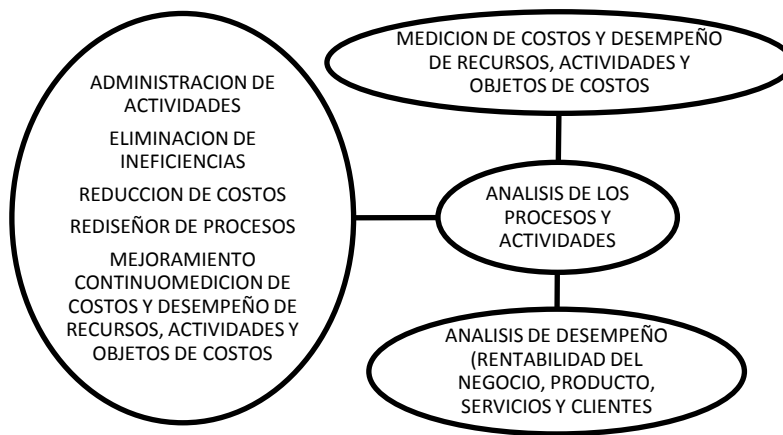 MEDICION DE COSTOS Y DESEMPEÑO
DE RECURSOS, ACTIVIDADES Y
OBJETOS DE COSTOS
ADMINISTRACION DE
ACTIVIDADES
ELIMINACION DE
INEFICIENCIAS
REDUCCION DE COSTOS
REDISEÑOR DE PROCESOS
MEJORAMIENTO
CONTINUOMEDICION DE
COSTOS Y DESEMPEÑO DE
RECURSOS, ACTIVIDADES Y
OBJETOS DE COSTOS
ANALISIS DE LOS
PROCESOS Y
ACTIVIDADES
ANALISIS DE DESEMPEÑO
(RENTABILIDAD DEL
NEGOCIO, PRODUCTO,
SERVICIOS Y CLIENTES